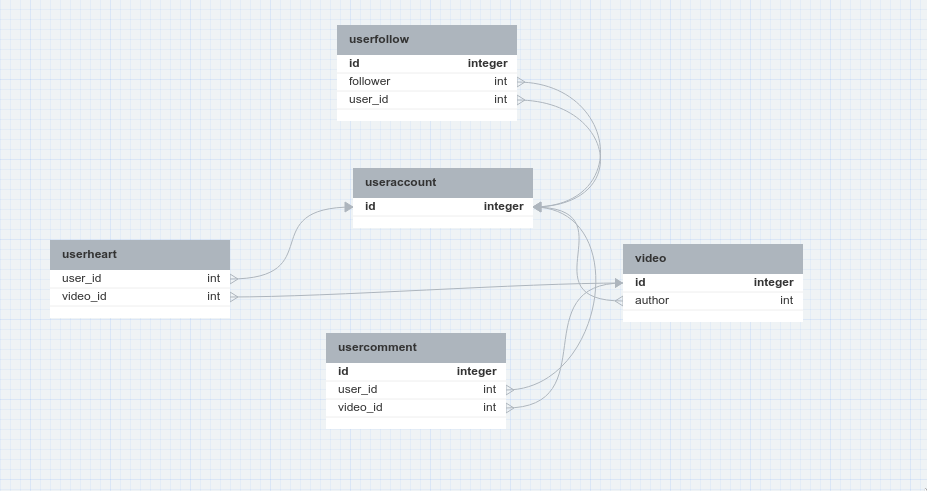 userfollow
id integer
follower int
user_id int
useraccount
id integer
userheart
user_id int
video_id int
video
id integer
author int
usercomment
id integer
user_id int
video_id int